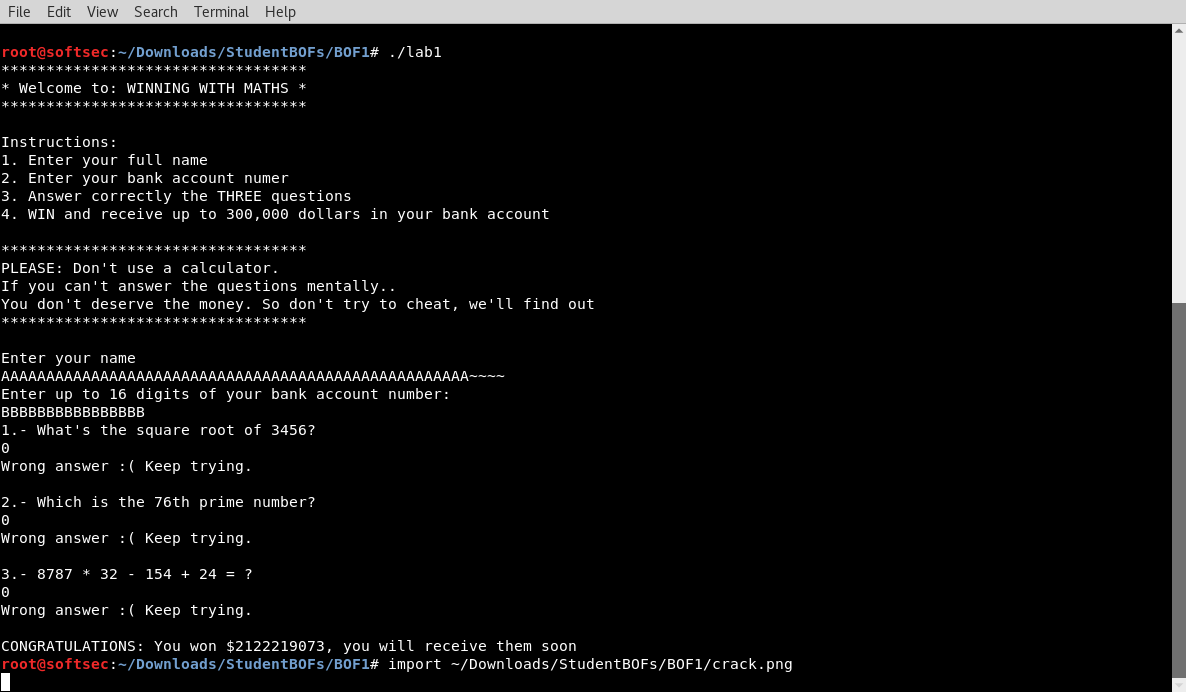 File Edit View Search Terminal Help
root@softsec:~/Downloads/StudentBOFs/BOF1# ./lab1
**********************************
* Welcome to: WINNING WITH MATHS *
**********************************
Instructions:
1. Enter your full name
2. Enter your bank account numer
3. Answer correctly the THREE questions
4. WIN and receive up to 300,000 dollars in your bank account
**********************************
PLEASE: Don't use a calculator.
If you can't answer the questions mentally..
You don't deserve the money. So don't try to cheat, we'll find out
**********************************
Enter your name
AAAAAAAAAAAAAAAAAAAAAAAAAAAAAAAAAAAAAAAAAAAAAAAAAAAA~~~~
Enter up to 16 digits of your bank account number:
BBBBBBBBBBBBBBBB
1.- What's the square root of 3456?
0
Wrong answer :( Keep trying.
2.- Which is the 76th prime number?
0
Wrong answer :( Keep trying.
3.- 8787 * 32 - 154 + 24 = ?
0
Wrong answer :( Keep trying.
CONGRATULATIONS: You won $2122219073, you will receive them soon
root@softsec:~/Downloads/StudentBOFs/BOF1# import ~/Downloads/StudentBOFs/BOF1/crack.png